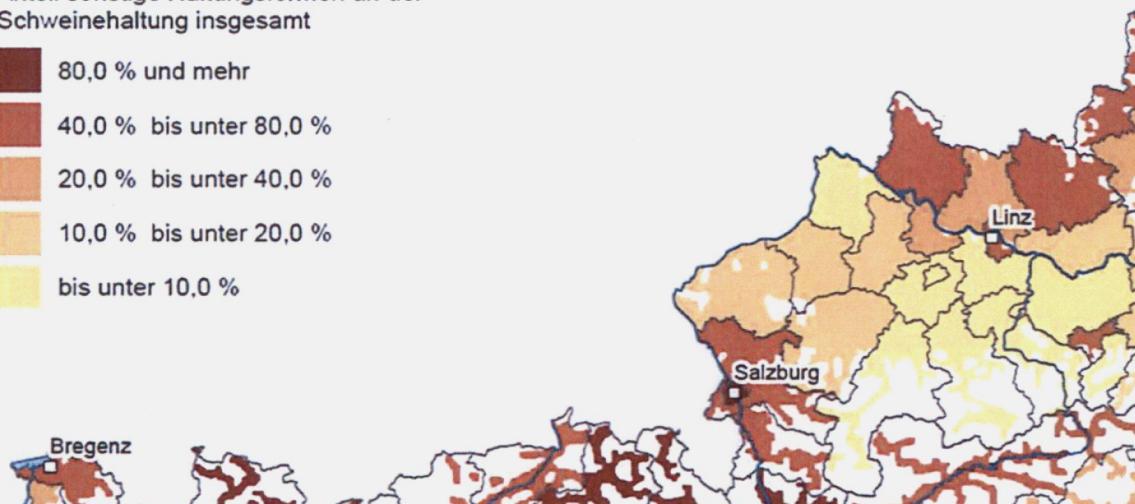 Schweinehaltung insgesamt
80,0 % und mehr
40,0 % bis unter 80,0 %
20,0 % bis unter 40,0 %
10,0 % bis unter 20,0 %
bis unter 10,0 %
Linz
Salzburg
Bregenz